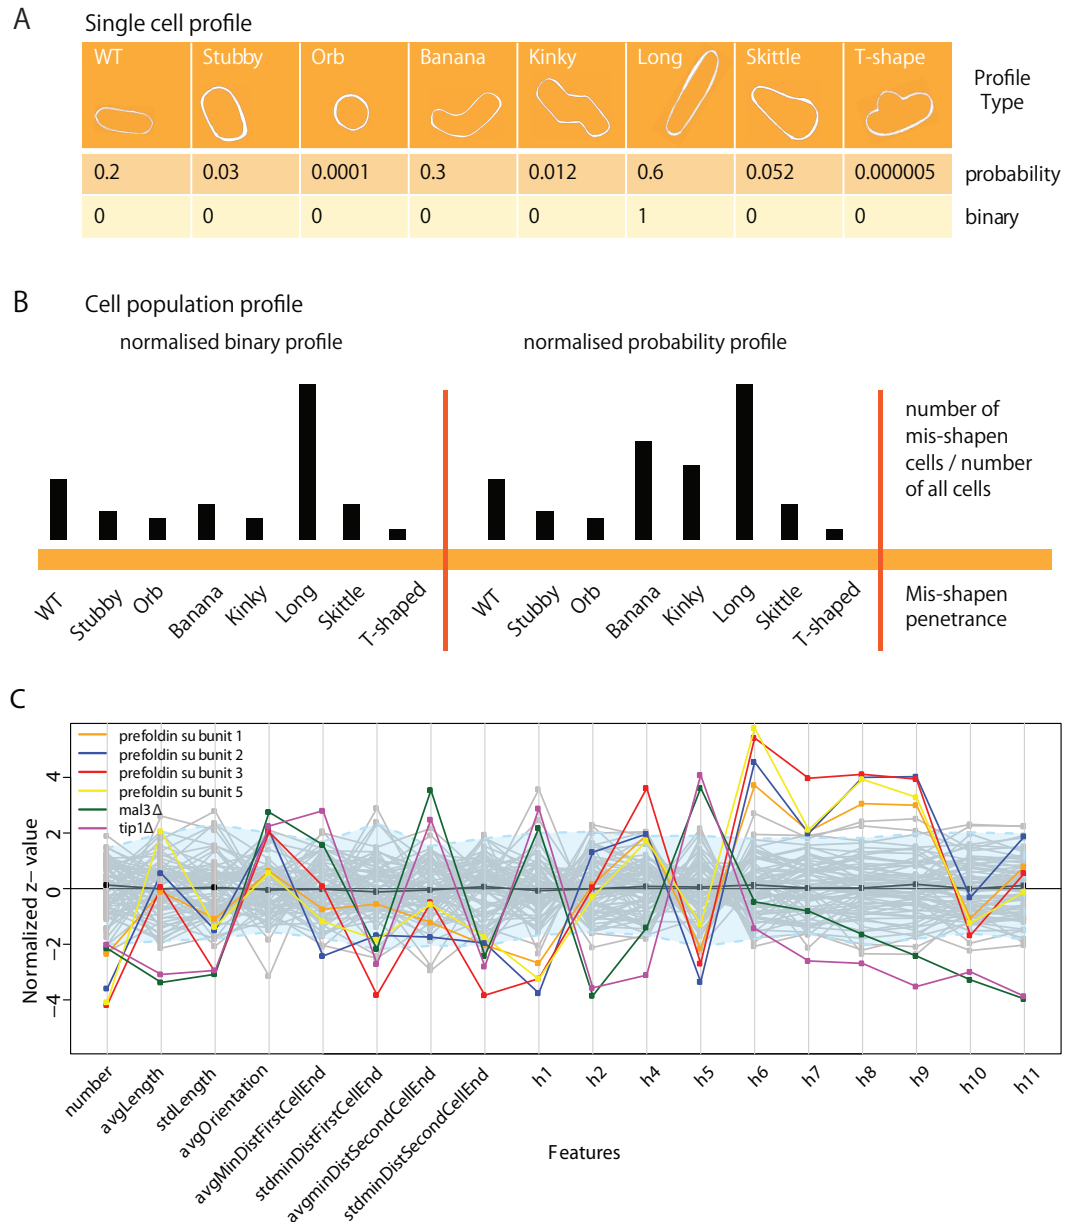 A
Single cell profile
WT Stubby Orb Banana Kinky Long Skittle T-shape
Profile
Type
0.2 0.03 0.0001 0.3 0.012 0.6 0.052 0.000005 probability
0 0 0 0 0 1 0 0 binary
B
Cell population profile
normalised binary profile
normalised probability profile
number of
mis-shapen
cells / number
of all cells
WT Stubby Orb Banana Kinky Long Skittle T-shaped
WT Stubby Orb Banana Kinky Long Skittle T-shaped
Mis-shapen
penetrance
C
prefoldin su bunit 1
prefoldin su bunit 2
prefoldin su bunit 3
prefoldin su bunit 5
mal3 Δ
tip1Δ
Normalized z– value
4
2
0
−2
−4
number avgLength stdLength avgOrientation avgMinDistFirstCellEnd stdminDistFirstCellEnd avgminDistSecondCellEnd stdminDistSecondCellEnd h1 h2 h4 h5 h6 h7 h8 h9 h10 h11
Features